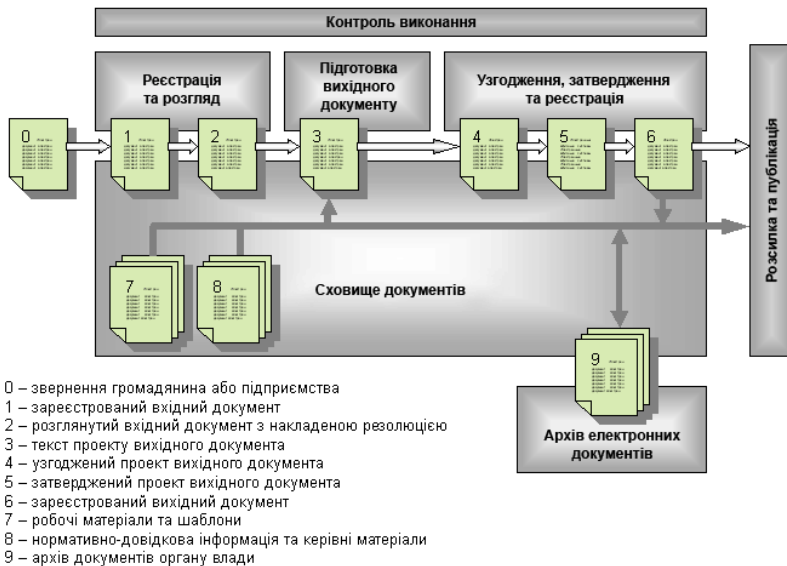 Контроль виконання
Реєстрація
та розгляд
Підготовка
вихідного
документу
Узгодження, затвердження
та реєстрація
0
1
2
3
4
5
6
Розсилка та публікація
7
8
Сховище документів
9
Архів електронних
документів
0 – звернення громадянина або підприємства
1 – зареєстрований вхідний документ
2 – розглянутий вхідний документ з накладеною резолюцією
3 – текст проекту вихідного документа
4 – узгоджений проект вихідного документа
5 – затверджений проект вихідного документа
6 – зареєстрований вихідний документ
7 – робочі матеріали та шаблони
8 – нормативно-довідкова інформація та керівні матеріали
9 – архів документів органу влади